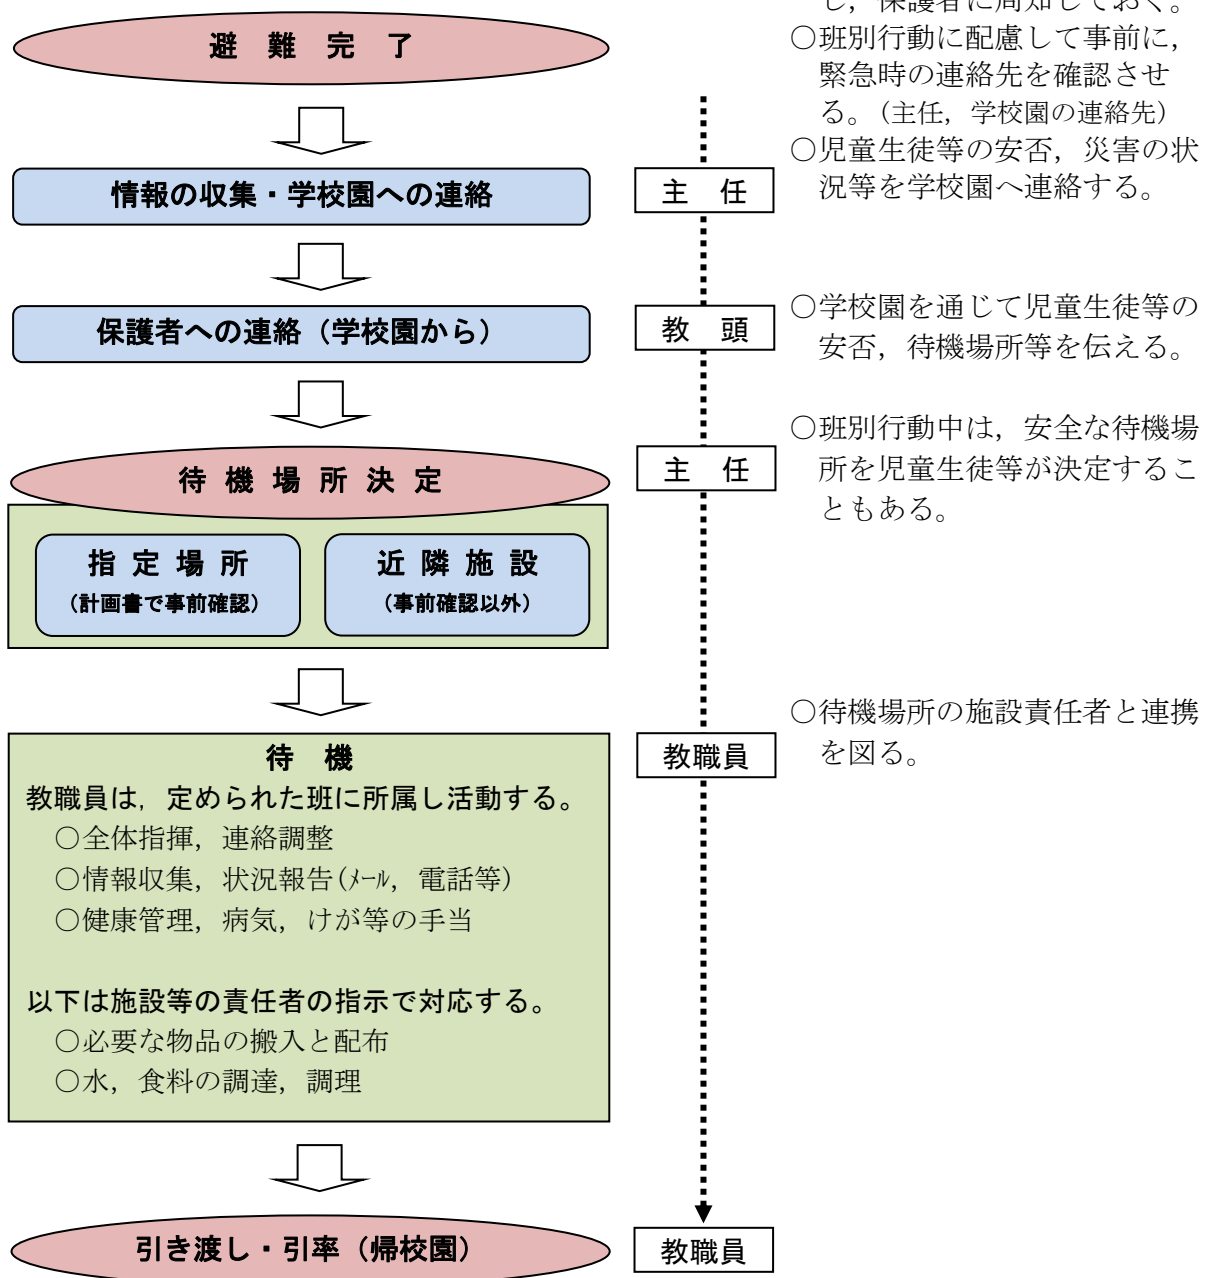 し，保護者に周知しておく。
避 難 完 了
○班別行動に配慮して事前に，
緊急時の連絡先を確認させ
る。(主任，学校園の連絡先)
○児童生徒等の安否，災害の状
況等を学校園へ連絡する。
情報の収集・学校園への連絡
主 任
保護者への連絡（学校園から）
教 頭
○学校園を通じて児童生徒等の
安否，待機場所等を伝える。
待 機 場 所 決 定
主 任
○班別行動中は，安全な待機場
所を児童生徒等が決定するこ
ともある。
指 定 場 所
（計画書で事前確認）
近 隣 施 設
（事前確認以外）
待 機
教職員は，定められた班に所属し活動する。
○全体指揮，連絡調整
○情報収集，状況報告(ﾒｰﾙ，電話等)
○健康管理，病気，けが等の手当
以下は施設等の責任者の指示で対応する。
○必要な物品の搬入と配布
○水，食料の調達，調理
教職員
○待機場所の施設責任者と連携
を図る。
引き渡し・引率（帰校園）
教職員